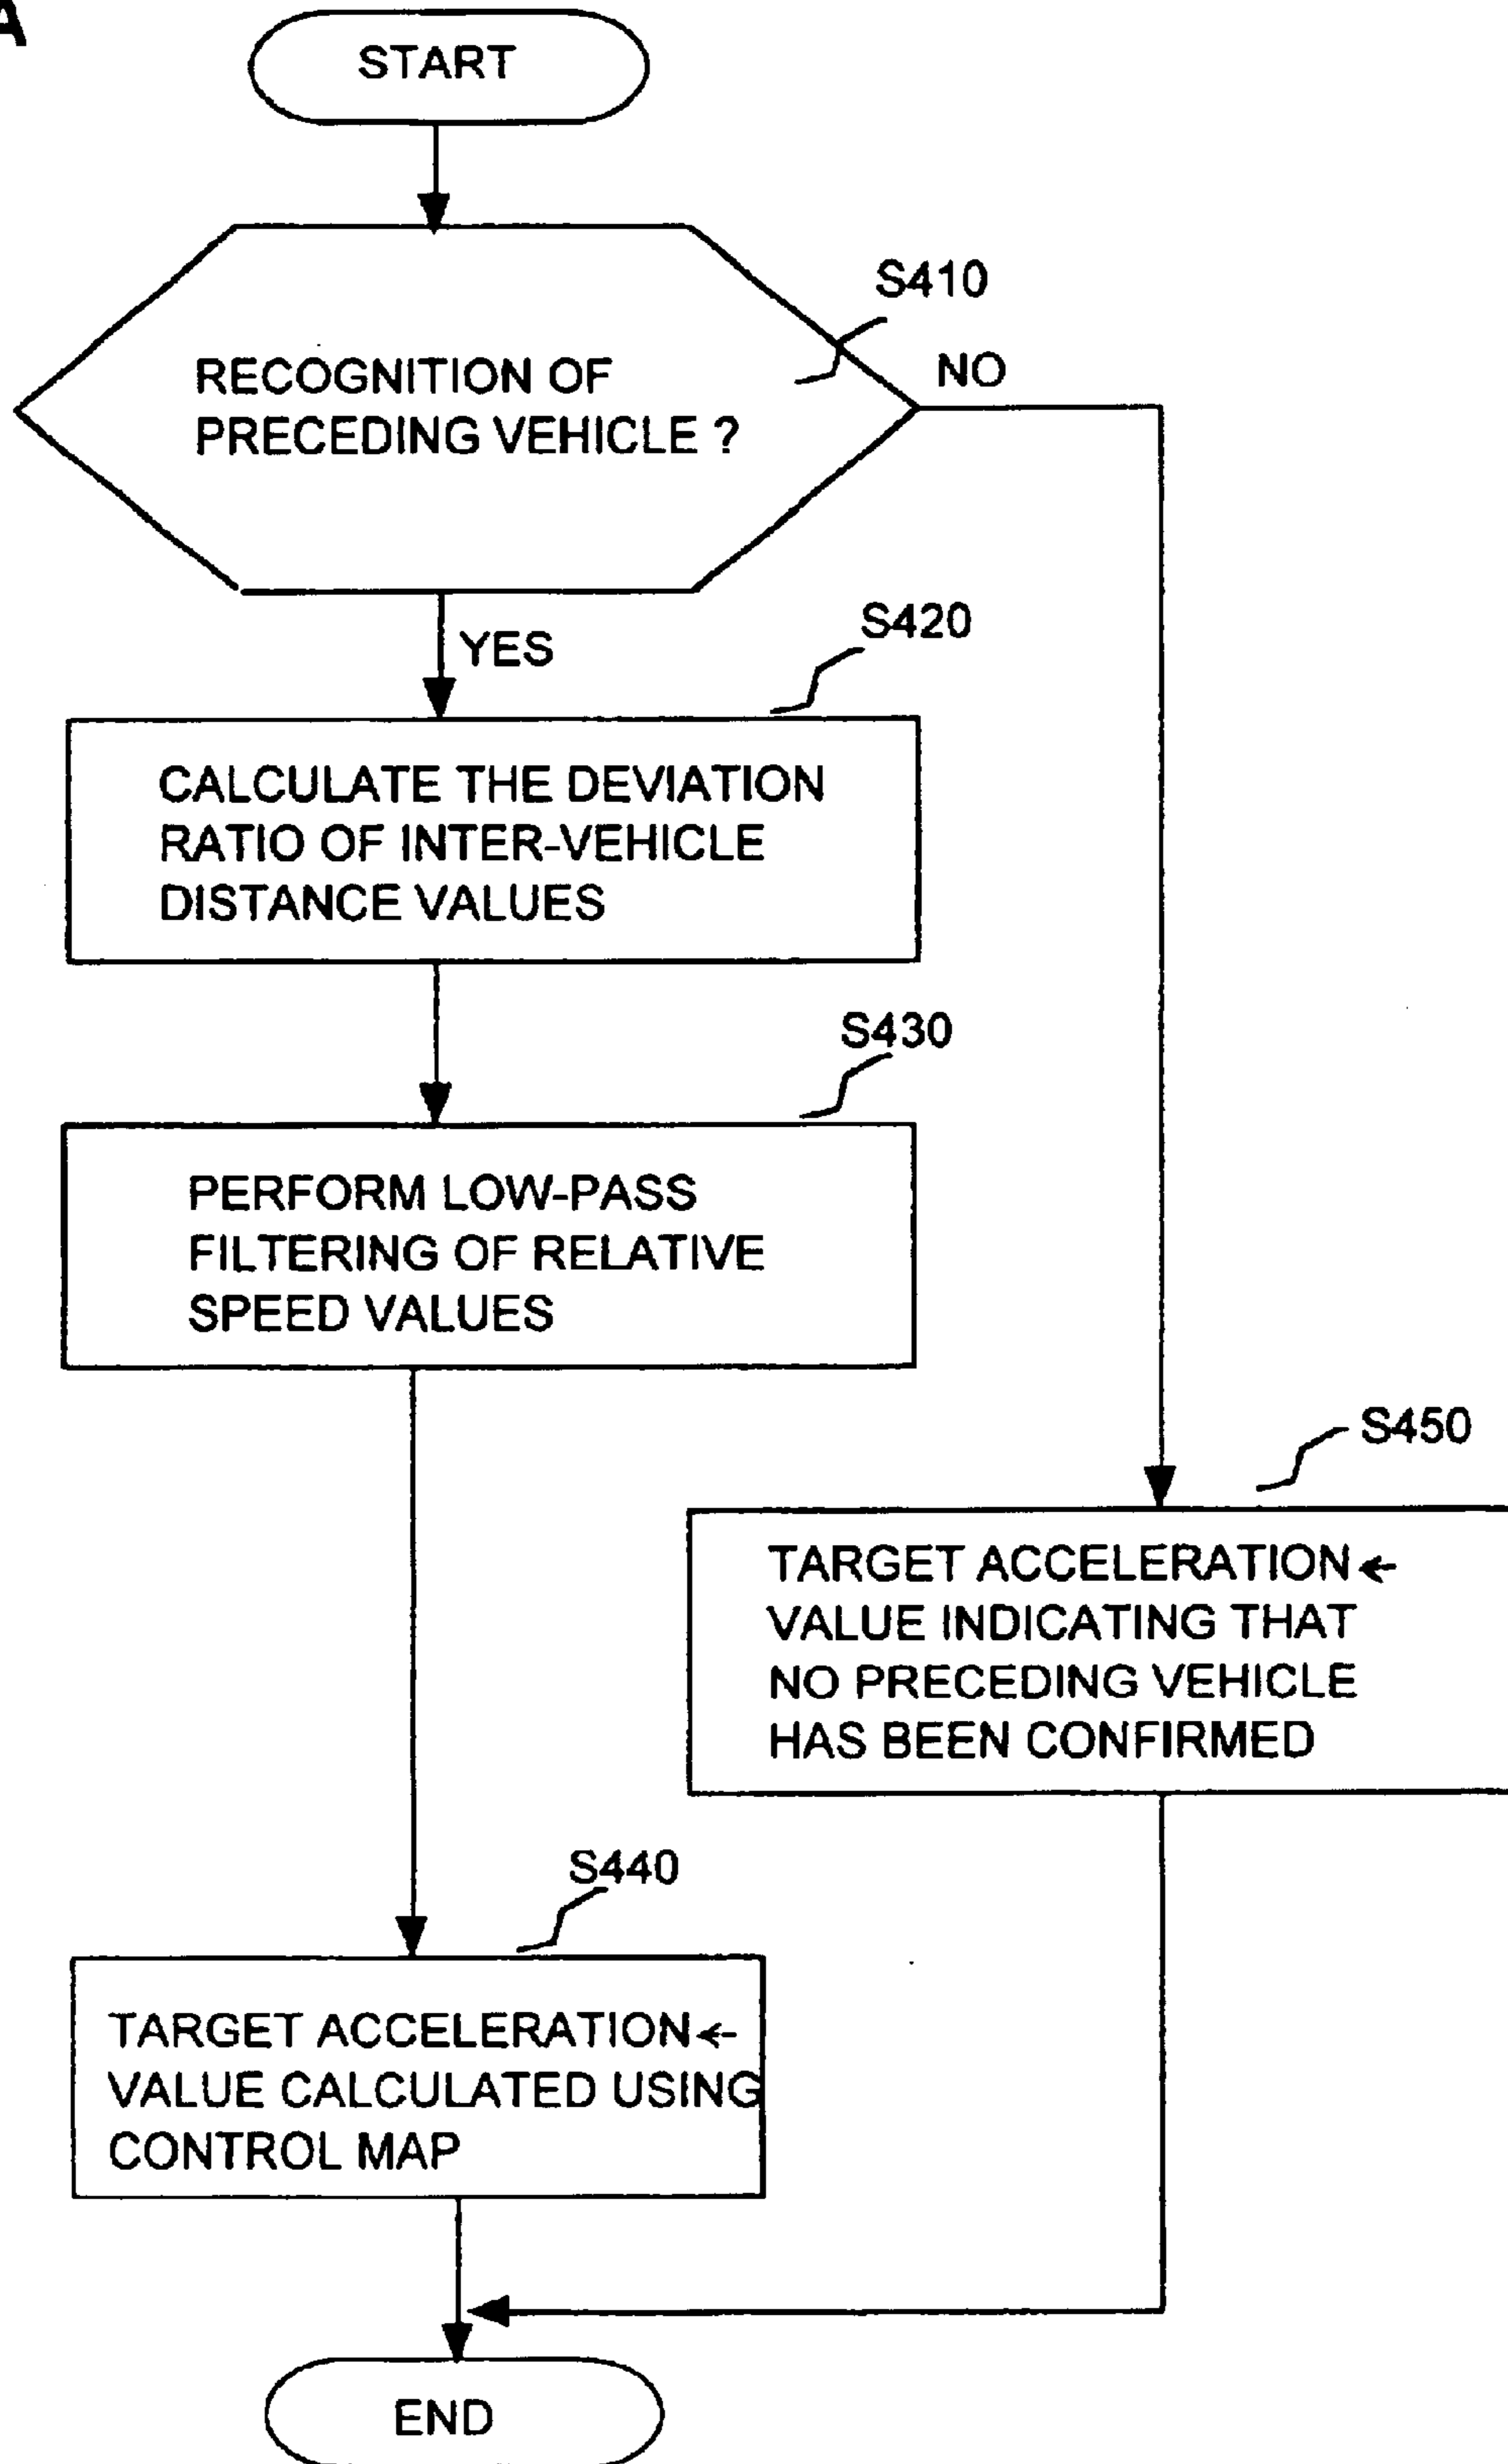 A
START
S410
RECOGNITION OF
PRECEDING VEHICLE ?
NO
YES
S420
CALCULATE THE DEVIATION
RATIO OF INTER-VEHICLE
DISTANCE VALUES
S430
PERFORM LOW-PASS
FILTERING OF RELATIVE
SPEED VALUES
S450
TARGET ACCELERATION←
VALUE INDICATING THAT
NO PRECEDING VEHICLE
HAS BEEN CONFIRMED
S440
TARGET ACCELERATION←
VALUE CALCULATED USING
CONTROL MAP
END